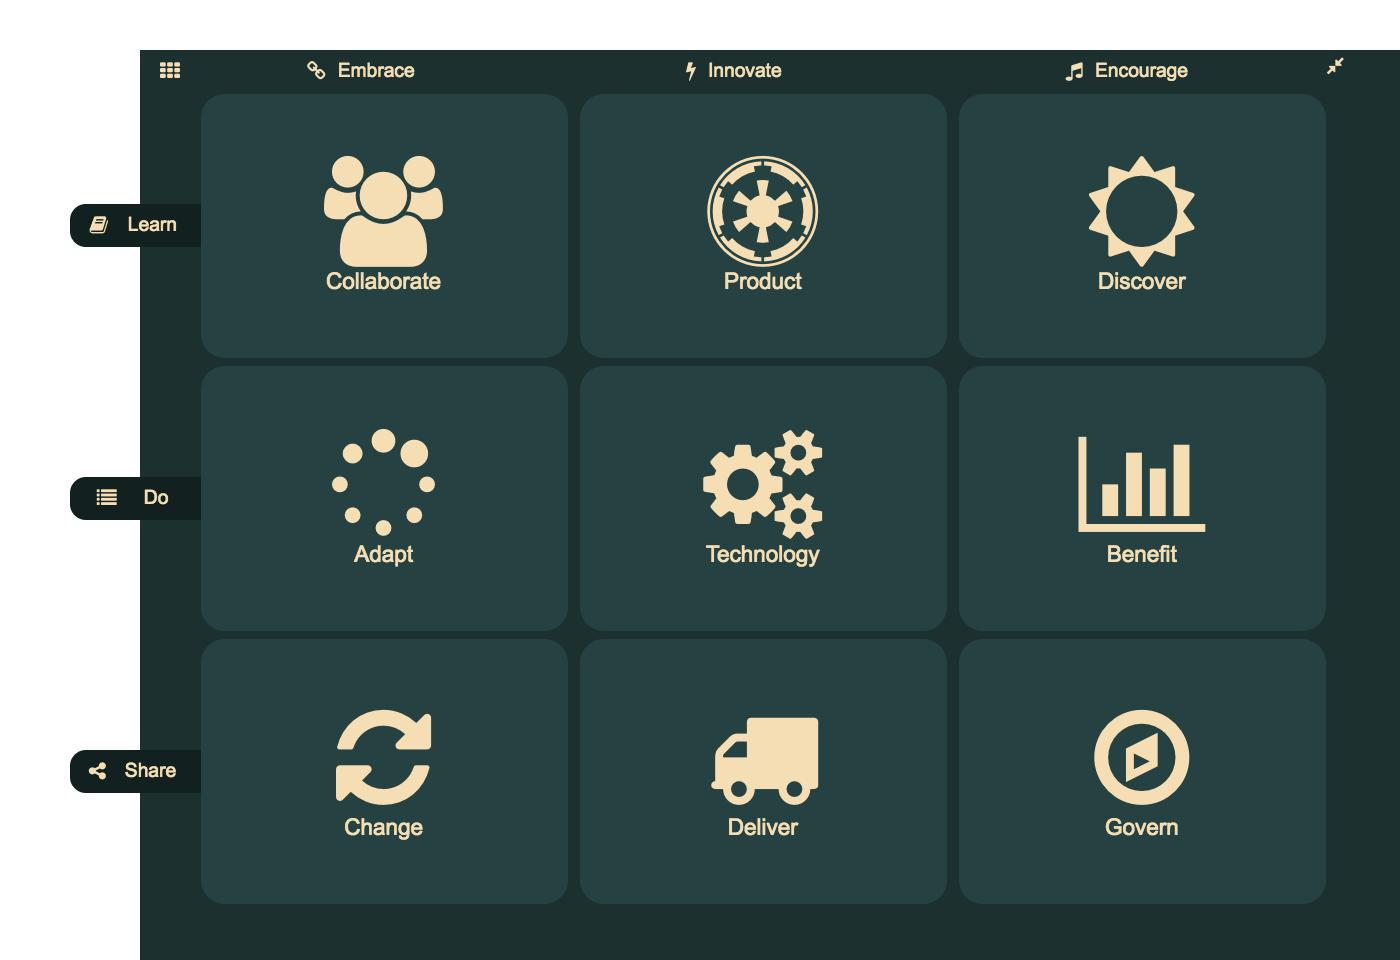 Embrace
Innovate
Encourage
Learn
Collaborate
Product
Discover
Do
Adapt
Technology
Benefit
Share
Change
Deliver
Govern